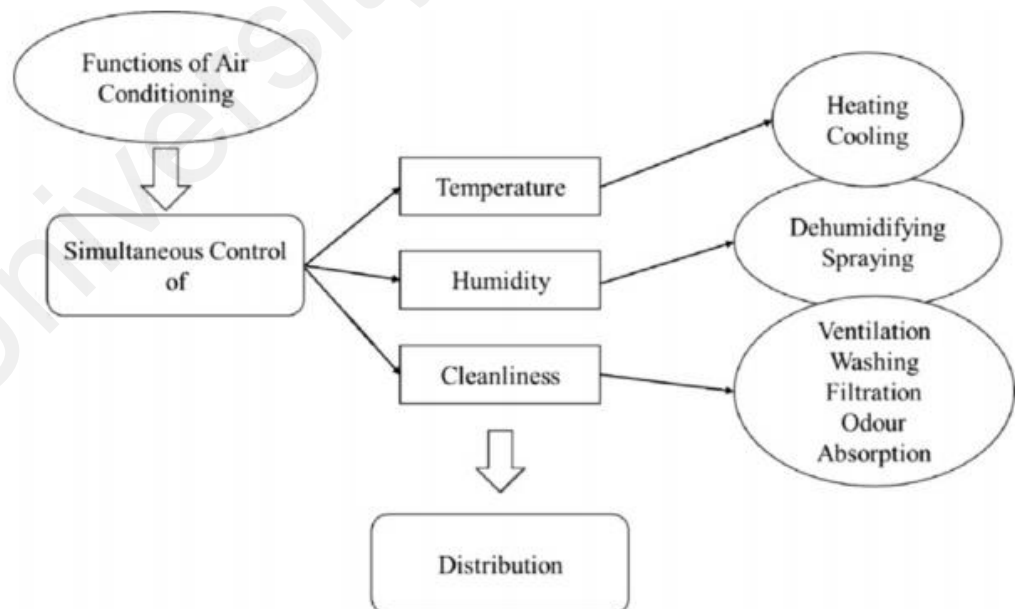 Functions of Air
Conditioning
Simultaneous Control
of
Temperature
Humidity
Cleanliness
Heating
Cooling
Dehumidifying
Spraying
Ventilation
Washing
Filtration
Odour
Absorption
Distribution